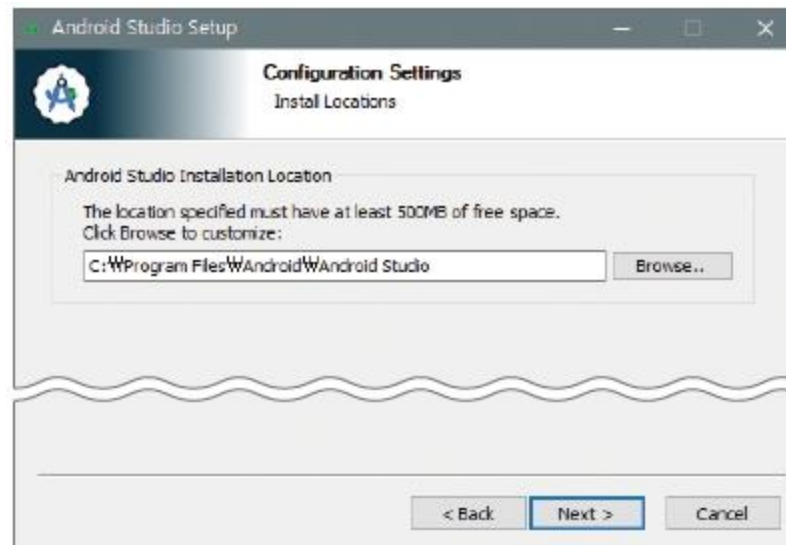 Android Studio Setup
Configuration Settings
Install Locations
Android Studio Installation Location
The location specified must have at least 500MB of free space.
Click Browse to customize:
C:₩Program Files₩Android₩Android Studio
Browse..
< Back
Next >
Cancel